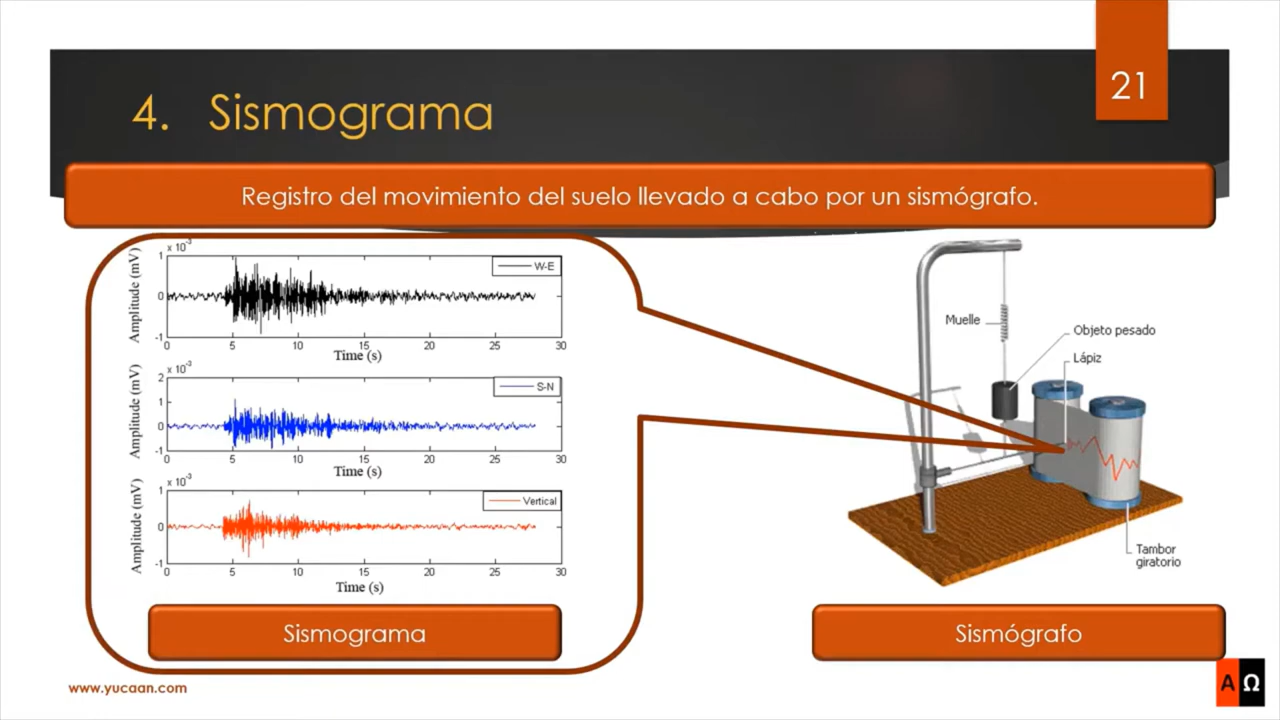 21
4. Sismograma
Registro del movimiento del suelo llevado a cabo por un sismógrafo.
x 10-3
Amplitude (mV)
1
0
-1
W-E
0 5 10 15 20 25 30
Time (s)
x 10-3
Amplitude (mV)
2
1
0
-1
S-N
0 5 10 15 20 25 30
Time (s)
x 10-3
Amplitude (mV)
1
0
-1
Vertical
0 5 10 15 20 25 30
Time (s)
Sismograma
Muelle
Objeto pesado
Lápiz
Tambor
giratorio
Sismógrafo
www.yucaan.com
A Ω